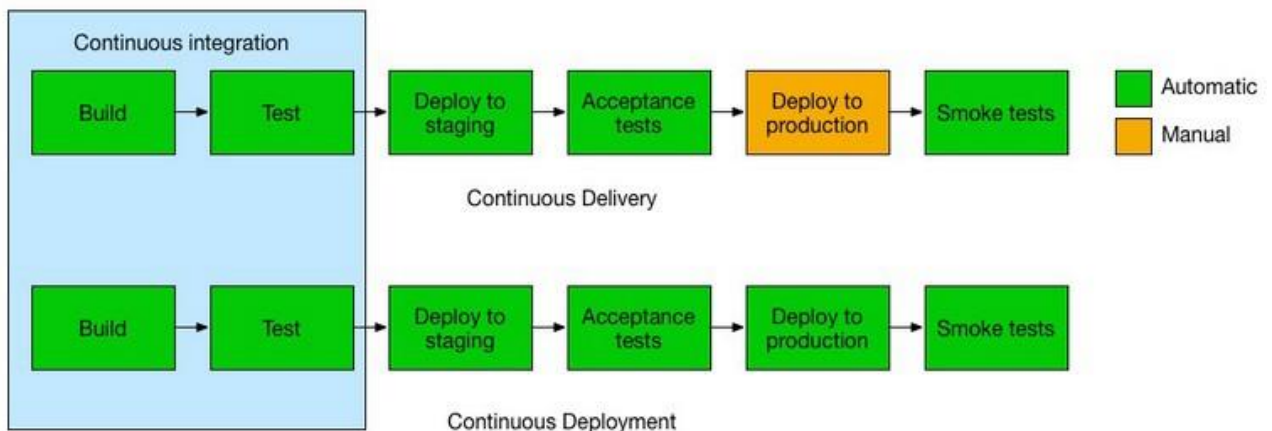 Continuous integration
Build
Test
Deploy to
staging
Acceptance
tests
Deploy to
production
Smoke tests
Automatic
Manual
Continuous Delivery
Build
Test
Deploy to
staging
Acceptance
tests
Deploy to
production
Smoke tests
Continuous Deployment